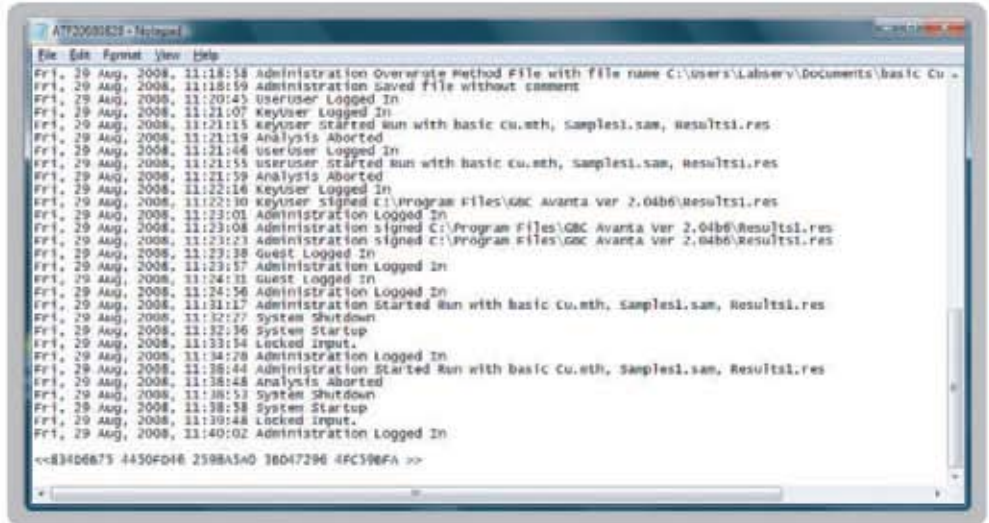 ATF20080829 - Notepad
File Edit Format View Help
Fri, 29 Aug, 2008, 11:18:58 Administration Overwrote Method File with file name C:\Users\Labserv\Documents\basic Cu
Fri, 29 Aug, 2008, 11:18:59 Administration Saved file without comment
Fri, 29 Aug, 2008, 11:20:45 UserUser Logged In
Fri, 29 Aug, 2008, 11:21:07 KeyUser Logged In
Fri, 29 Aug, 2008, 11:21:15 KeyUser Started Run with basic Cu.mth, Samples1.sam, Results1.res
Fri, 29 Aug, 2008, 11:21:19 Analysis Aborted
Fri, 29 Aug, 2008, 11:21:46 UserUser Logged In
Fri, 29 Aug, 2008, 11:21:55 UserUser Started Run with basic Cu.mth, Samples1.sam, Results1.res
Fri, 29 Aug, 2008, 11:21:59 Analysis Aborted
Fri, 29 Aug, 2008, 11:22:16 KeyUser Logged In
Fri, 29 Aug, 2008, 11:22:30 KeyUser signed C:\Program Files\GBC Avanta Ver 2.04b6\Results1.res
Fri, 29 Aug, 2008, 11:23:01 Administration Logged In
Fri, 29 Aug, 2008, 11:23:08 Administration signed C:\Program Files\GBC Avanta Ver 2.04b6\Results1.res
Fri, 29 Aug, 2008, 11:23:23 Administration signed C:\Program Files\GBC Avanta Ver 2.04b6\Results1.res
Fri, 29 Aug, 2008, 11:23:38 Guest Logged In
Fri, 29 Aug, 2008, 11:23:57 Administration Logged In
Fri, 29 Aug, 2008, 11:24:31 Guest Logged In
Fri, 29 Aug, 2008, 11:24:56 Administration Logged In
Fri, 29 Aug, 2008, 11:31:17 Administration Started Run with basic Cu.mth, Samples1.sam, Results1.res
Fri, 29 Aug, 2008, 11:32:27 System Shutdown
Fri, 29 Aug, 2008, 11:32:36 System Startup
Fri, 29 Aug, 2008, 11:33:54 Locked Input.
Fri, 29 Aug, 2008, 11:34:28 Administration Logged In
Fri, 29 Aug, 2008, 11:38:44 Administration Started Run with basic Cu.mth, Samples1.sam, Results1.res
Fri, 29 Aug, 2008, 11:38:48 Analysis Aborted
Fri, 29 Aug, 2008, 11:38:53 System Shutdown
Fri, 29 Aug, 2008, 11:38:58 System Startup
Fri, 29 Aug, 2008, 11:39:48 Locked Input.
Fri, 29 Aug, 2008, 11:40:02 Administration Logged In
<< >>